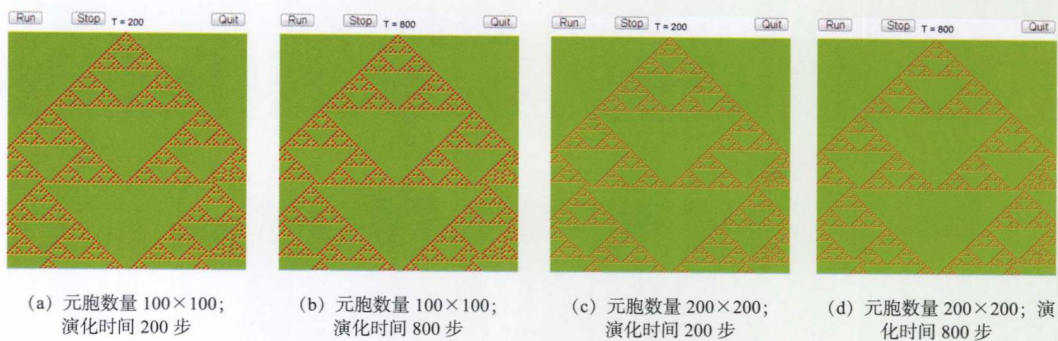 Run Stop T = 200 Quit
Run Stop T = 800 Quit
Run Stop T = 200 Quit
Run Stop T = 800 Quit
(a) 元胞数量 100×100;
演化时间 200 步
(b) 元胞数量 100×100;
演化时间 800 步
(c) 元胞数量 200×200;
演化时间 200 步
(d) 元胞数量 200×200; 演
化时间 800 步